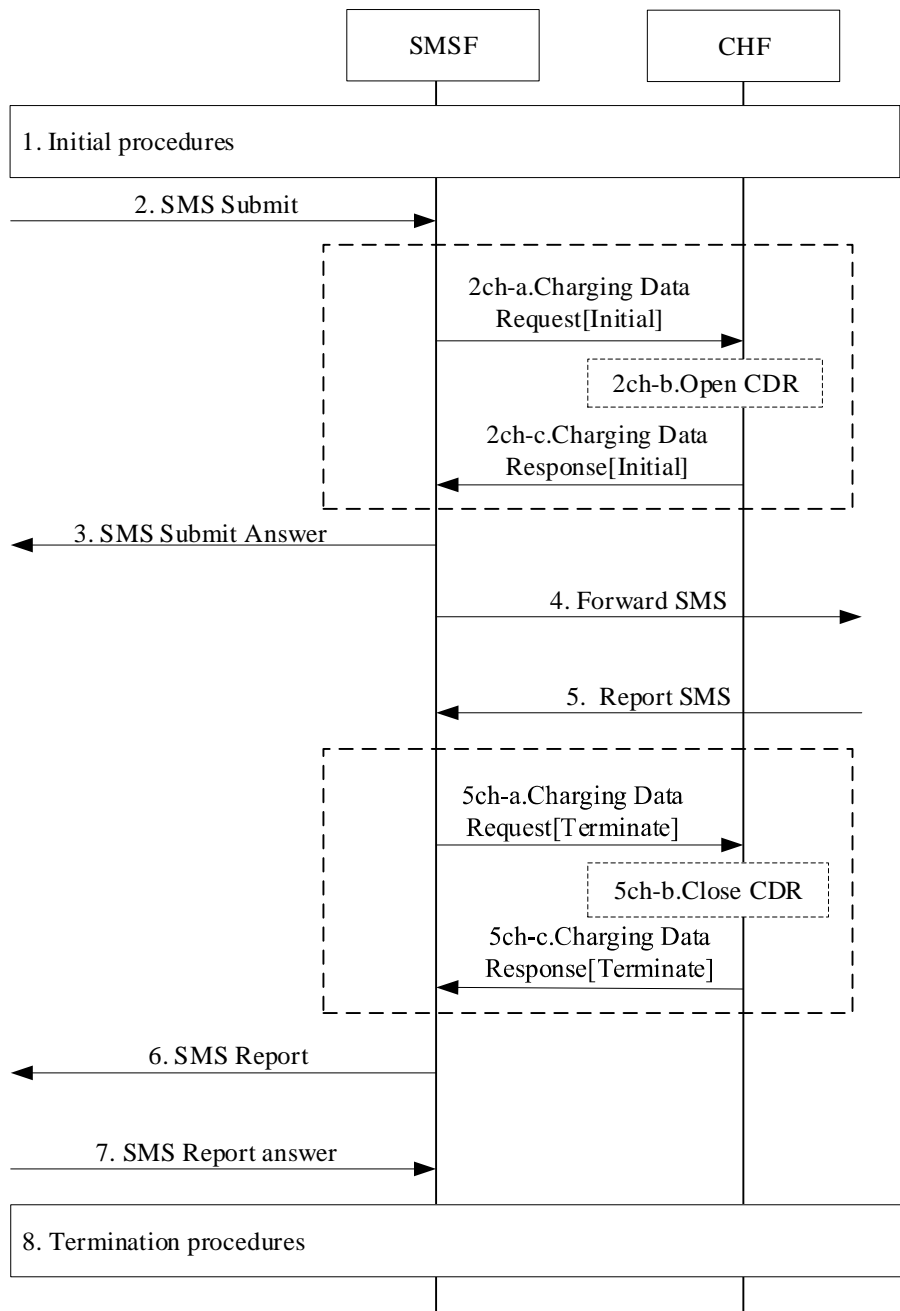 SMSF
CHF
1. Initial procedures
2. SMS Submit
2ch-a.Charging Data
Request[Initial]
2ch-b.Open CDR
2ch-c.Charging Data
Response[Initial]
3. SMS Submit Answer
4. Forward SMS
5. Report SMS
5ch-a.Charging Data
Request[Terminate]
5ch-b.Close CDR
5ch-c.Charging Data
Response[Terminate]
6. SMS Report
7. SMS Report answer
8. Termination procedures